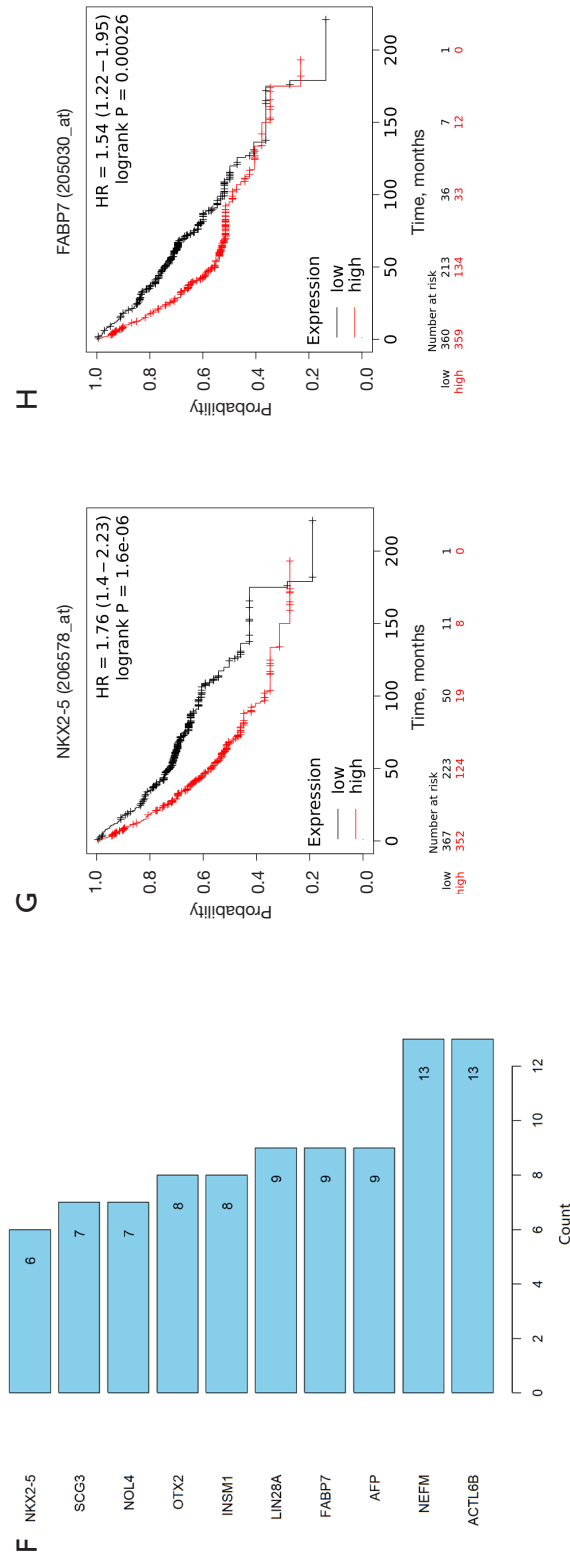 F
NKX2-5
SCG3
NOL4
OTX2
INSM1
LIN28A
FABP7
AFP
NEFM
ACTL6B
6
7
7
8
8
9
9
9
13
13
0 2 4 6 8 10 12
Count
G
NKX2-5 (206578_at)
HR = 1.76 (1.4−2.23)
logrank P = 1.6e-06
Probability
1.0
0.8
0.6
0.4
0.2
0.0
Expression
low
high
0 50 100 150 200
Time, months
Number at risk
low 367 223 50 11 1
high 352 124 19 8 0
H
FABP7 (205030_at)
HR = 1.54 (1.22−1.95)
logrank P = 0.00026
Probability
1.0
0.8
0.6
0.4
0.2
0.0
Expression
low
high
0 50 100 150 200
Time, months
Number at risk
low 360 213 36 7 1
high 359 134 33 12 0